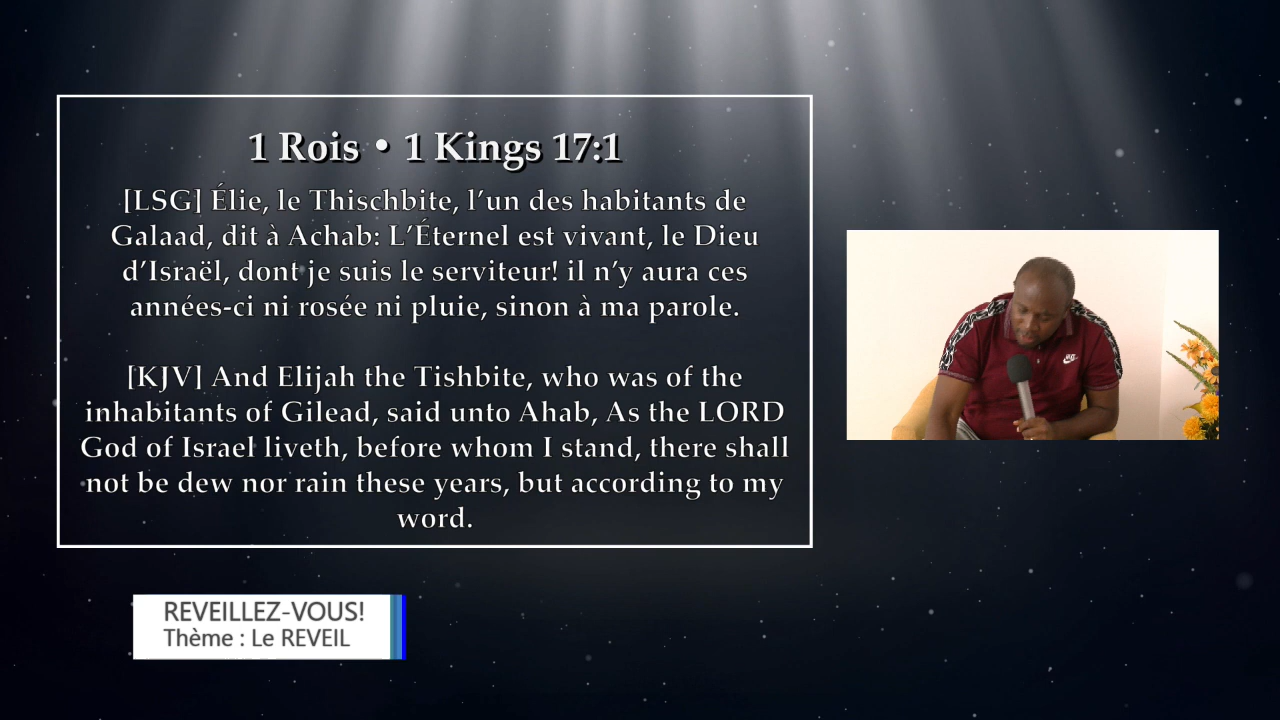 1 Rois • 1 Kings 17:1
[LSG] Élie, le Thischbite, l’un des habitants de
Galaad, dit à Achab: L’Éternel est vivant, le Dieu
d’Israël, dont je suis le serviteur! il n’y aura ces
années-ci ni rosée ni pluie, sinon à ma parole.
[KJV] And Elijah the Tishbite, who was of the
inhabitants of Gilead, said unto Ahab, As the LORD
God of Israel liveth, before whom I stand, there shall
not be dew nor rain these years, but according to my
word.
REVEILLEZ-VOUS!
Thème : Le REVEIL